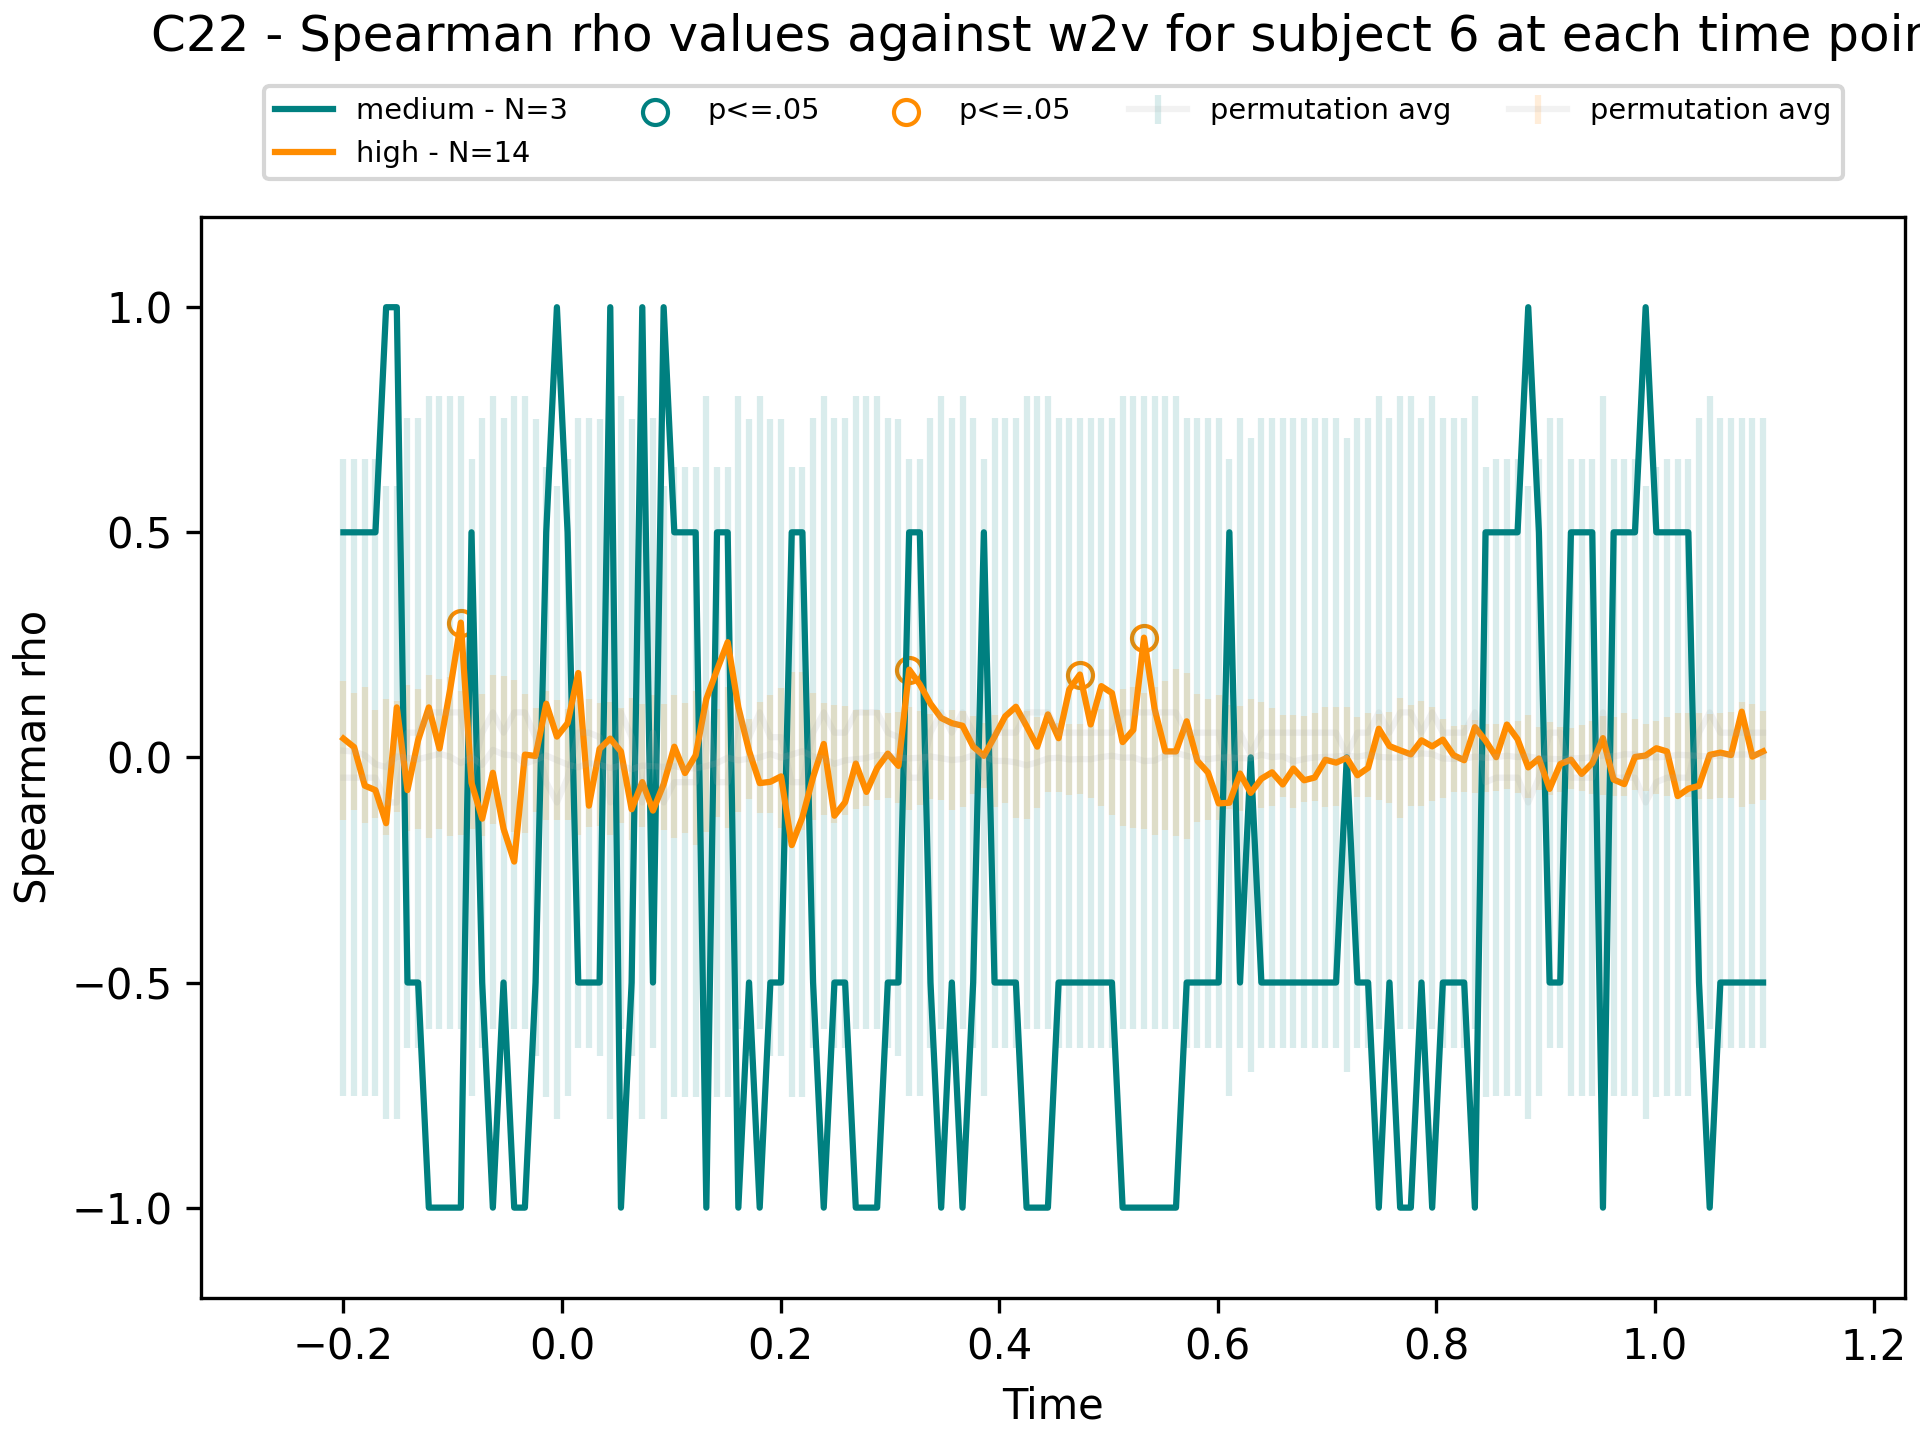 C22 - Spearman rho values against w2v for subject 6 at each time poin
medium - N=3
high - N=14
p<=.05
p<=.05
permutation avg
permutation avg
Spearman rho
1.0
0.5
0.0
−0.5
−1.0
−0.2
0.0
0.2
0.4
0.6
0.8
1.0
1.2
Time